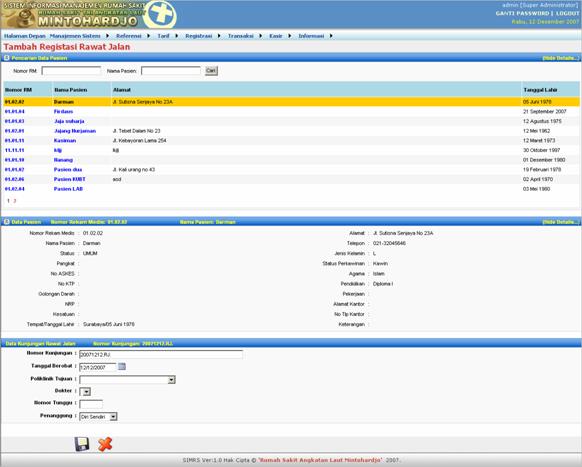 SISTEM INFORMASI MANAJEMEN RUMAH SAKIT
RUMAH SAKIT TNI ANGKATAN LAUT
MINTOHARDJO
admin [Super Administrator]
GANTI PASSWORD | LOGOUT
Rabu, 12 Desember 2007
Halaman Depan Manajemen Sistem Referensi Tarif Registrasi Transaksi Kasir Informasi
Tambah Registasi Rawat Jalan
Pencarian Data Pasien [Hide Details...]
Nomor RM: Nama Pasien: Cari
Nomor RM Nama Pasien Alamat Tanggal Lahir
01.02.02 Darman Jl. Sutisna Senjaya No 23A 05 Juni 1978
01.01.04 Firdaus 21 September 2007
01.01.03 Jaja suharja 12 Agustus 1975
01.02.01 Jajang Nurjaman Jl. Tebet Dalam No 23 12 Mei 1962
01.01.11 Kasiman Jl. Kebayoran Lama 254 12 Maret 1973
11.11.11 30 Oktober 1997
01.01.10 Nanang 01 Desember 1980
01.01.02 Pasien dua Jl. Kali urang no 43 19 Februari 1978
01.02.06 Pasien KUBT 02 April 1970
01.02.04 Pasien LAB 03 Mei 1980
1 2
Data Pasien Nomor Rekam Medis: 01.02.02 Nama Pasien: Darman [Hide Details...]
Nomor Rekam Medis : 01.02.02 Alamat : Jl. Sutisna Senjaya No 23A
Nama Pasien : Darman Telepon : 021-32045646
Status : UMUM Jenis Kelamin : L
Pangkat : Status Perkawinan : Kawin
No ASKES : Agama : Islam
No KTP : Pendidikan : Diploma I
Golongan Darah : Pekerjaan :
NRP : Alamat Kantor :
Kesatuan : No Tlp Kantor :
Tempat/Tanggal Lahir : Surabaya/05 Juni 1978 Keterangan :
Data Kunjungan Rawat Jalan Nomor Kunjungan: 20071212.RJ.
Nomor Kunjungan : 20071212.RJ.
Tanggal Berobat : 12/12/2007
Poliklinik Tujuan :
Dokter :
Nomor Tunggu :
Penanggung : Diri Sendiri
SIMRS Ver:1.0 Hak Cipta © 'Rumah Sakit Angkatan Laut Mintohardjo' 2007.